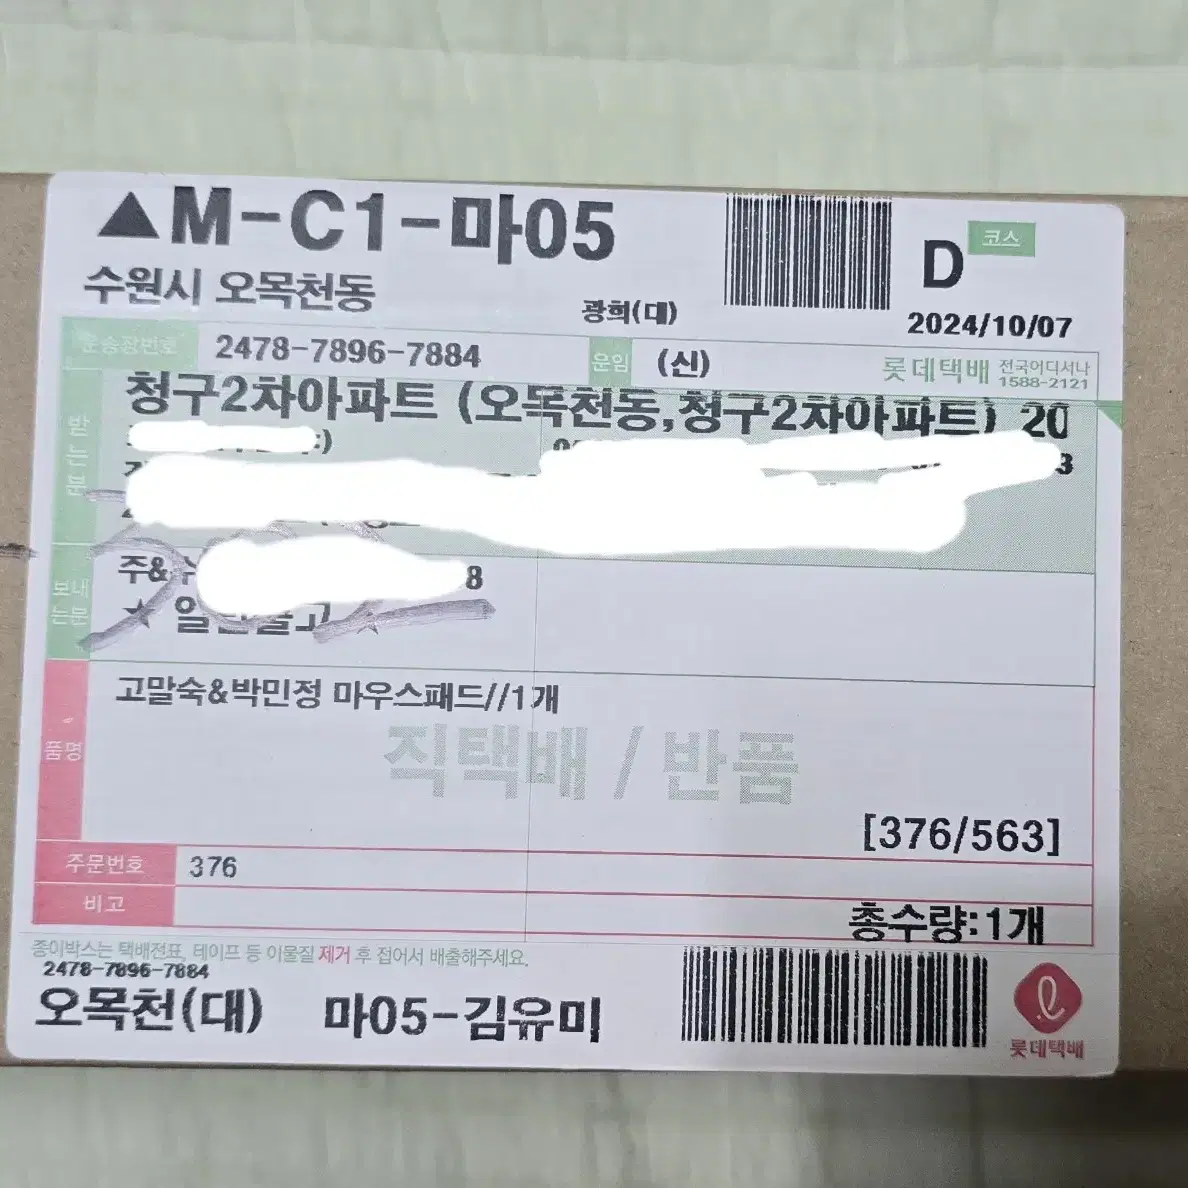 ▲M-C1-마05
D 코스
수원시 오목천동
광희(대)
2024/10/07
운송장번호 2478-7896-7884 운임 (신) 롯데택배 전국어디서나 1588-2121
청구2차아파트 (오목천동,청구2차아파트) 20
받는분
3
보내는분
주&
8
★
고말숙&박민정 마우스패드//1개
품명
직택배 / 반품
[376/563]
주문번호 376
비고
총수량:1개
종이박스는 택배전표, 테이프 등 이물질 제거 후 접어서 배출해주세요.
2478-7896-7884
오목천(대) 마05-김유미
롯데택배